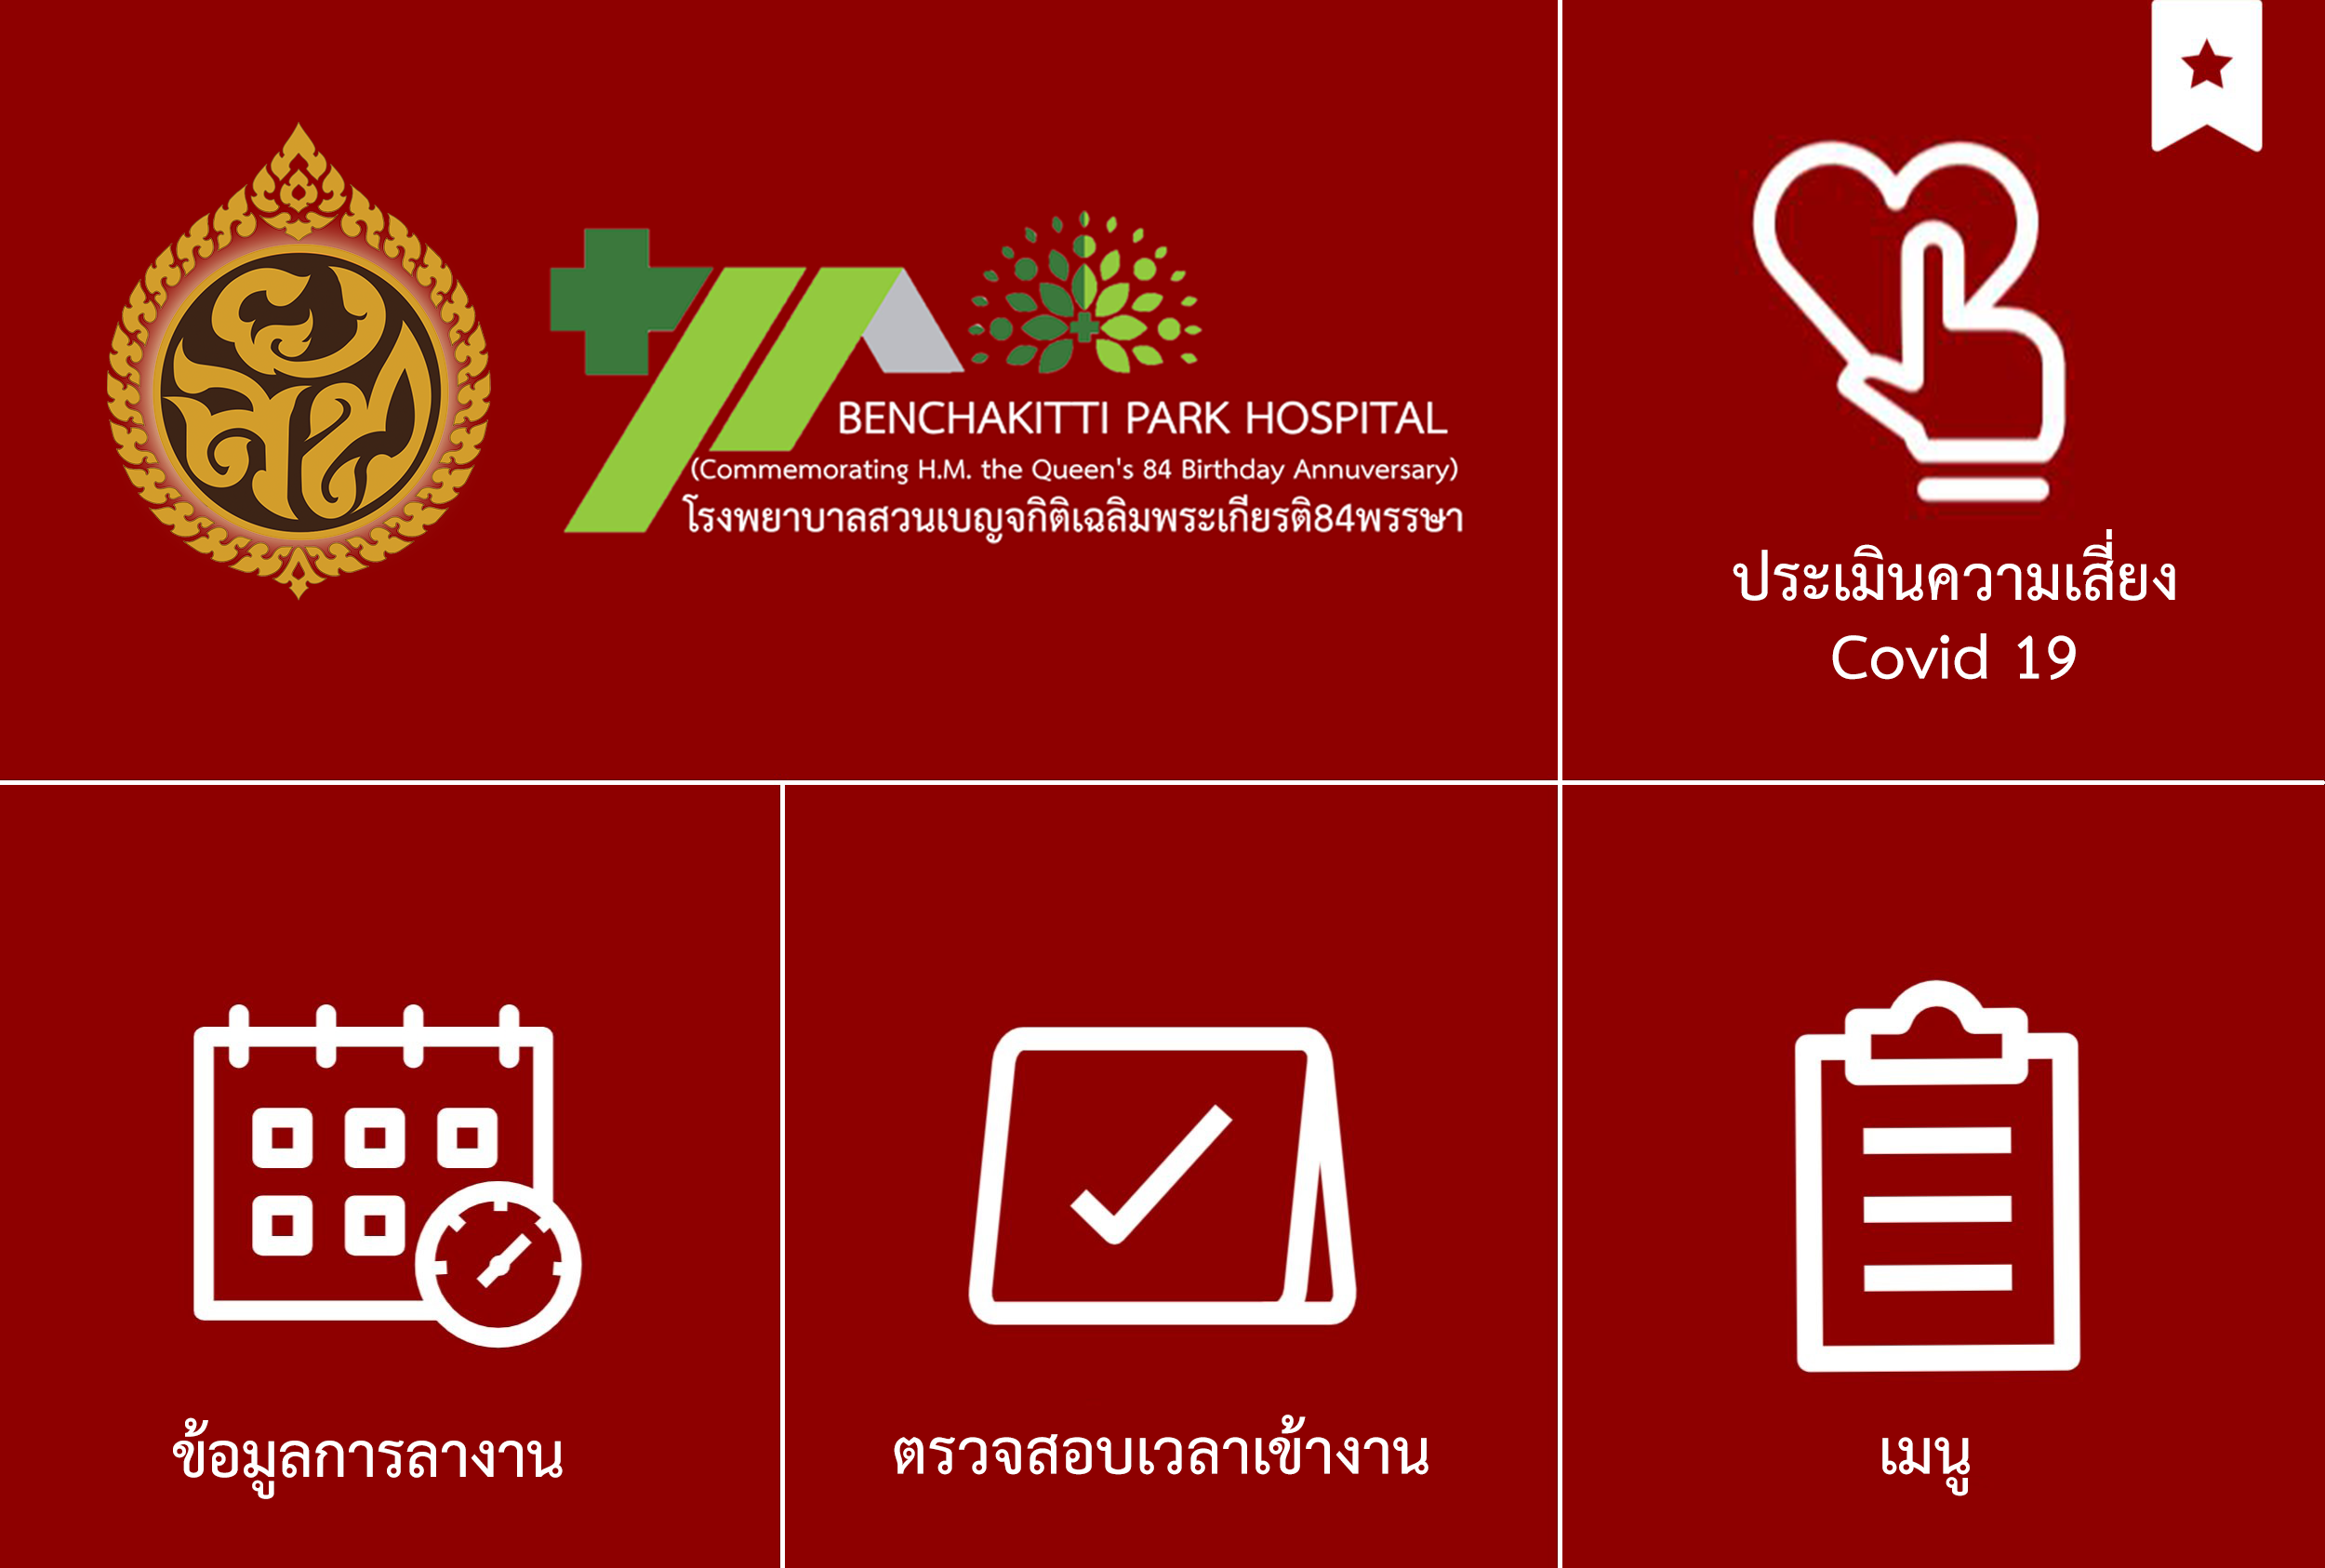 BENCHAKITTI PARK HOSPITAL
(Commemorating H.M. the Queen's 84 Birthday Annuversary)
โรงพยาบาลสวนเบญจกิติเฉลิมพระเกียรติ84พรรษา
ประเมินความเสี่ยง
Covid 19
ข้อมูลการลางาน
ตรวจสอบเวลาเข้างาน
เมนู